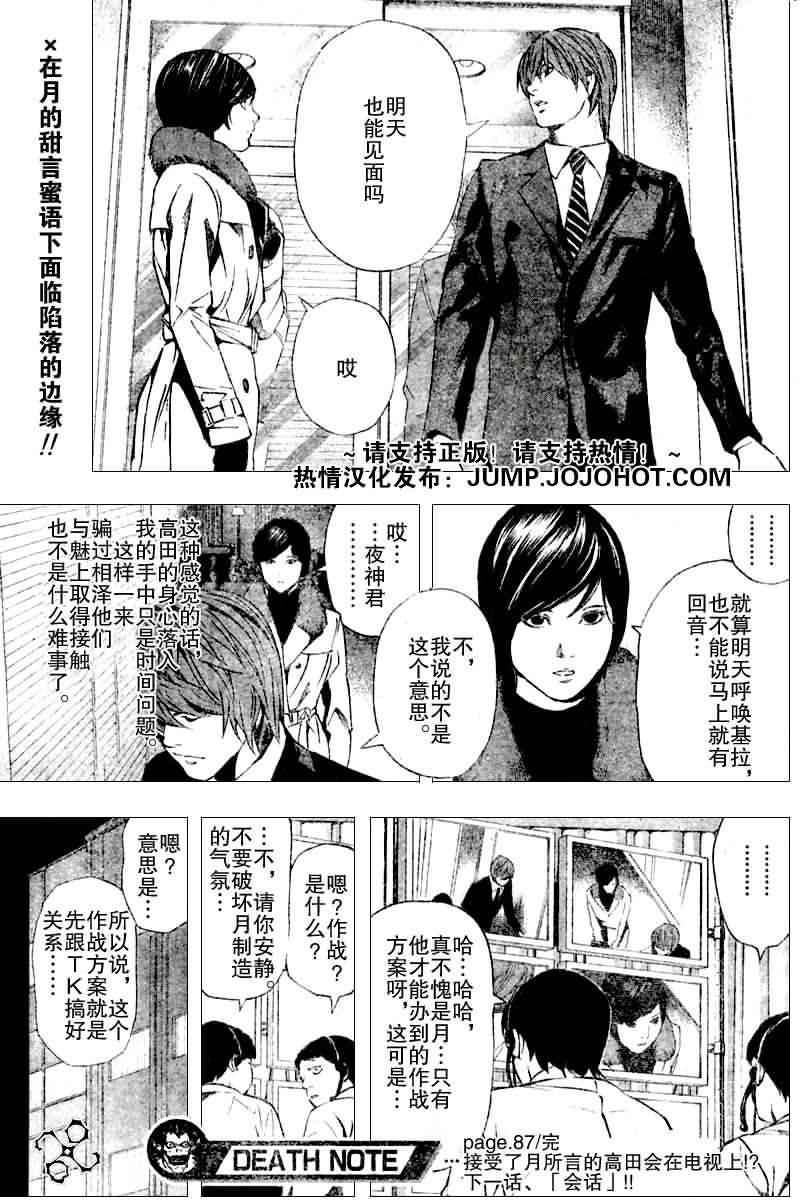 ×在月的甜言蜜语下面临陷落的边缘!!
明天
也能见面吗
哎
~ 请支持正版! 请支持热情! ~
热情汉化发布: JUMP.JOJOHOT.COM
………
就算明天呼唤基拉,
也不能说马上就有
回音…
不,
我说的不是
这个意思。
哎…
…夜神君
这种感觉的话,
高田的身心落入
我的手中只是时间问题。
这样一来
骗过相泽他们
与魅上取得接触
也不是什么难事了。
………
哈…哈哈,
真不愧是月…只有
他才能办到的作战
方案呀,这可是…
嗯?作战?
是什么?
…不,请你安静。
不要破坏月制造
的气氛…
嗯?
意思是…
所以说,这个
作战方案就是
先跟TK搞好
关系……
DEATH NOTE
page.87/完
…接受了月所言的高田会在电视上!?
下一话、「会话」!!